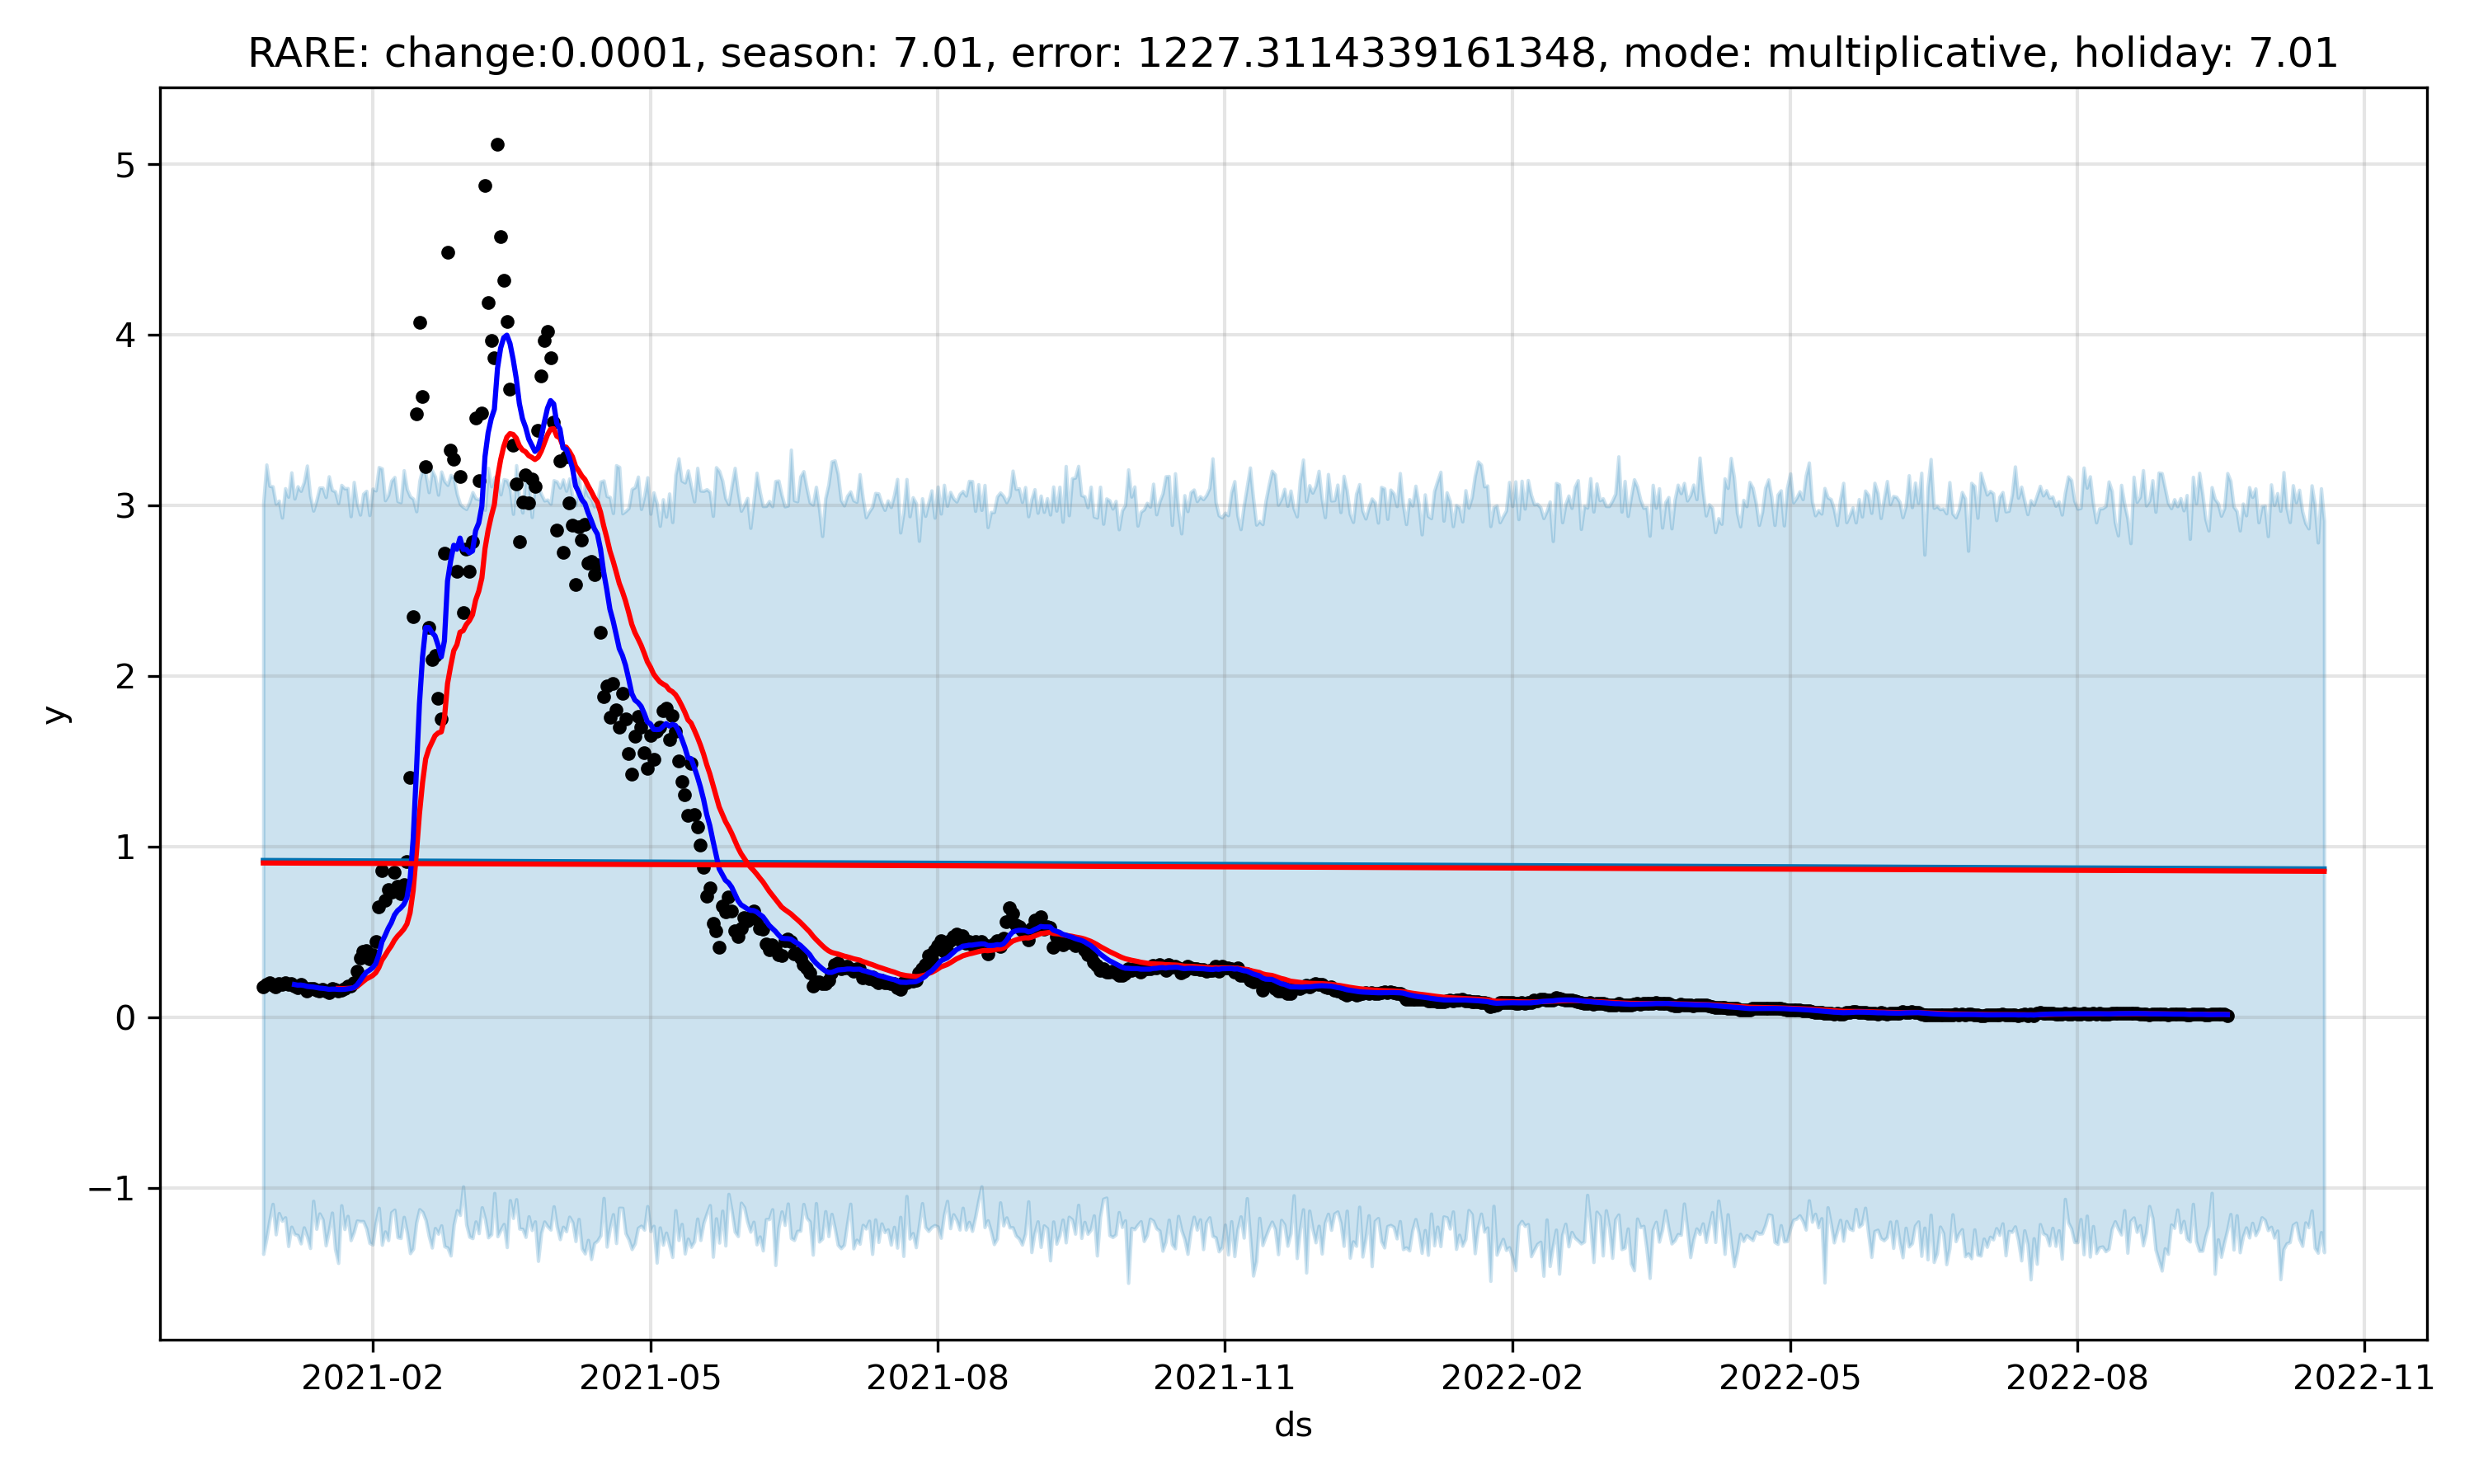 RARE: change:0.0001, season: 7.01, error: 1227.3114339161348, mode: multiplicative, holiday: 7.01
5
4
3
2
1
0
−1
y
2021-02 2021-05 2021-08 2021-11 2022-02 2022-05 2022-08 2022-11
ds